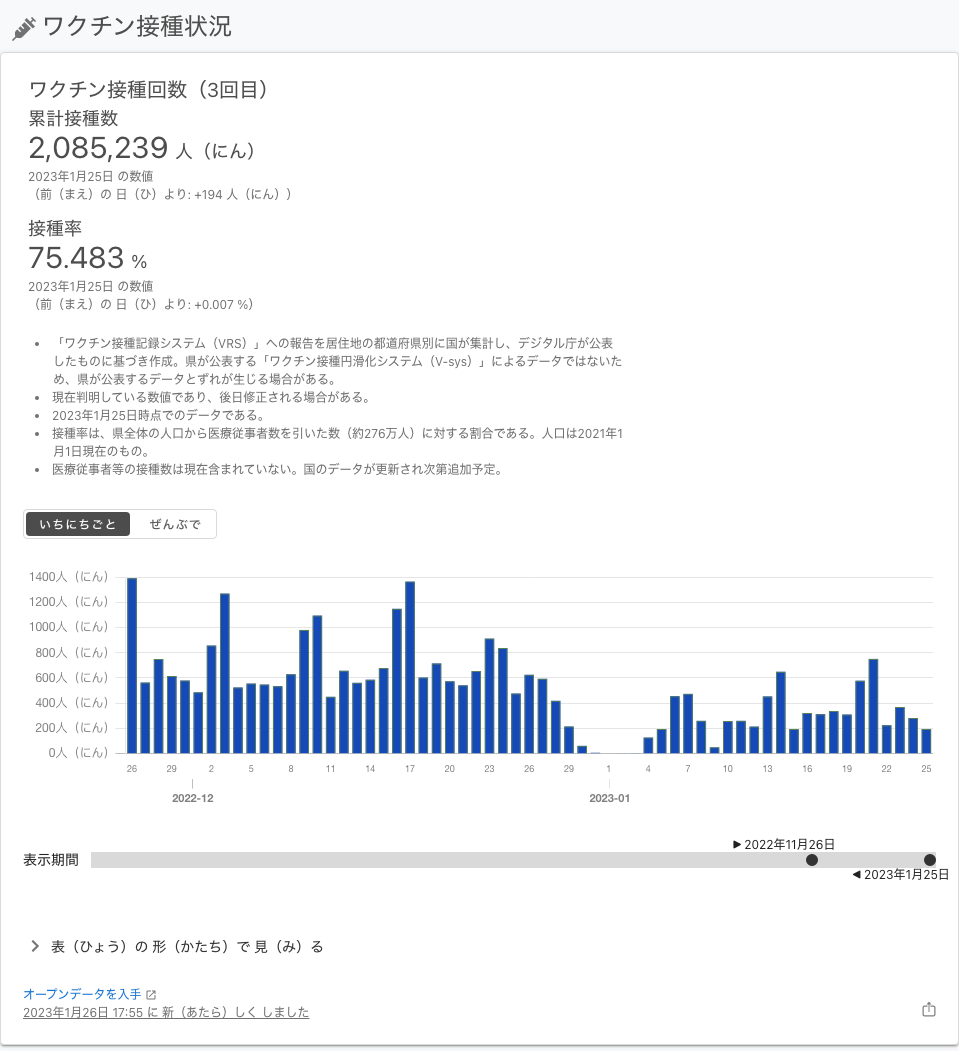 ワクチン接種状況
ワクチン接種回数（3回目）
累計接種数
2,085,239 人（にん）
2023年1月25日 の数値
（前（まえ）の 日（ひ）より: +194 人（にん））
接種率
75.483 %
2023年1月25日 の数値
（前（まえ）の 日（ひ）より: +0.007 %）
• 「ワクチン接種記録システム（VRS）」への報告を居住地の都道府県別に国が集計し、デジタル庁が公表
したものに基づき作成。県が公表する「ワクチン接種円滑化システム（V-sys）」によるデータではないた
め、県が公表するデータとずれが生じる場合がある。
• 現在判明している数値であり、後日修正される場合がある。
• 2023年1月25日時点でのデータである。
• 接種率は、県全体の人口から医療従事者数を引いた数（約276万人）に対する割合である。人口は2021年1
月1日現在のもの。
• 医療従事者等の接種数は現在含まれていない。国のデータが更新され次第追加予定。
いちにちごと ぜんぶで
1400人（にん）
1200人（にん）
1000人（にん）
800人（にん）
600人（にん）
400人（にん）
200人（にん）
0人（にん）
26 29 2 5 8 11 14 17 20 23 26 29 1 4 7 10 13 16 19 22 25
2022-12 2023-01
▶ 2022年11月26日
表示期間
◀ 2023年1月25日
表（ひょう）の 形（かたち）で 見（み）る
オープンデータを入手
2023年1月26日 17:55 に 新（あたら）しく しました